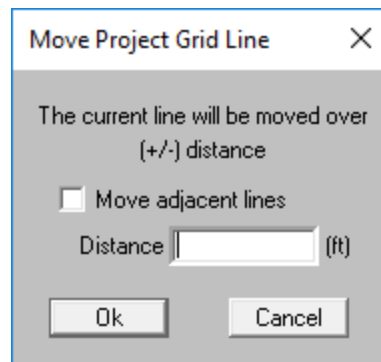 Move Project Grid Line
The current line will be moved over
(+/-) distance
Move adjacent lines
Distance (ft)
Ok Cancel